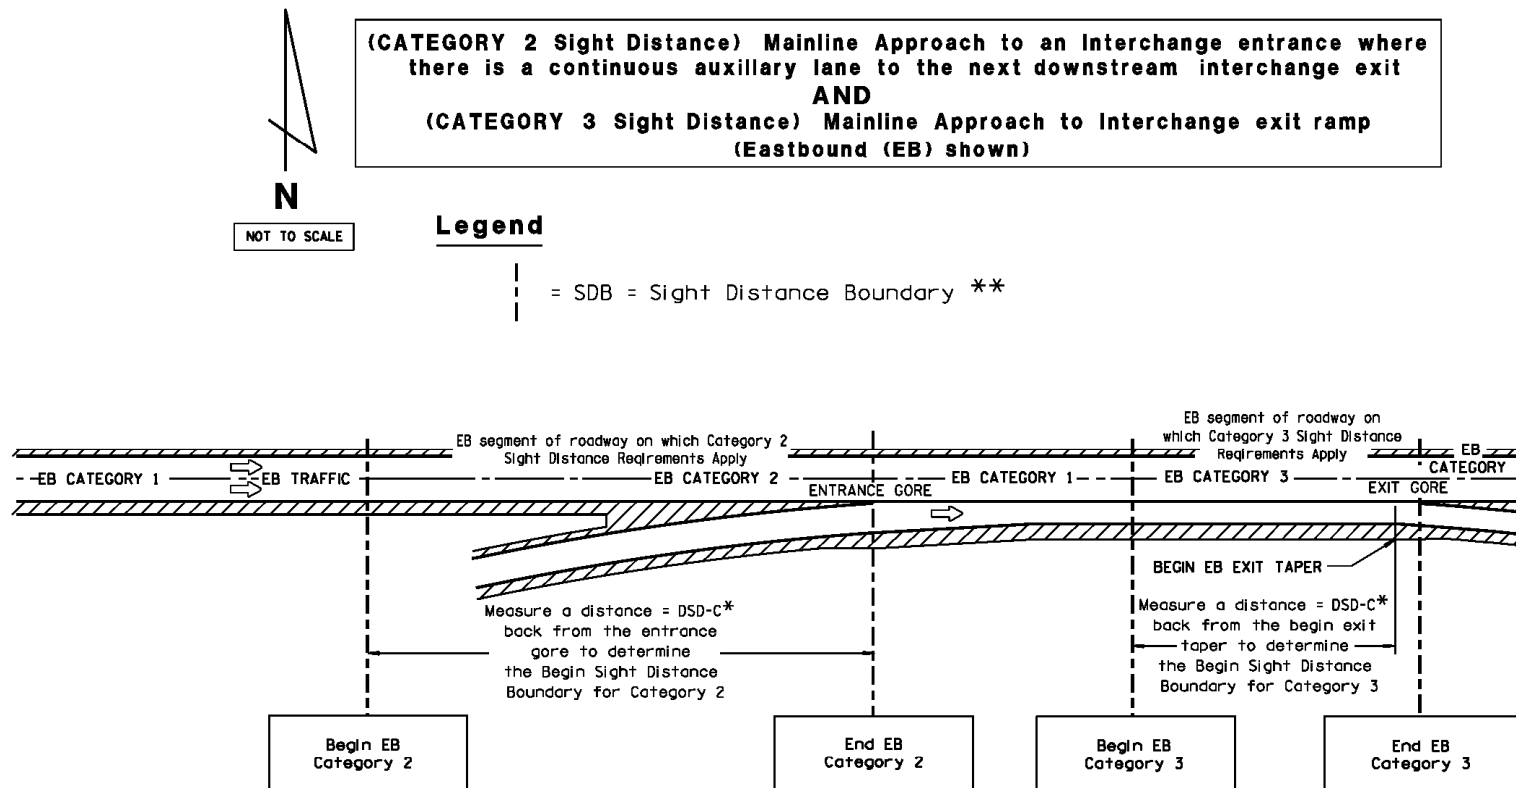 (CATEGORY 2 Sight Distance) Mainline Approach to an Interchange entrance where
there is a continuous auxillary lane to the next downstream interchange exit
AND
(CATEGORY 3 Sight Distance) Mainline Approach to Interchange exit ramp
(Eastbound (EB) shown)
N
NOT TO SCALE
Legend
= SDB = Sight Distance Boundary **
EB segment of roadway on which Category 2
Sight Distance Reqirements Apply
EB segment of roadway on
which Category 3 Sight Distance
Reqirements Apply
EB
CATEGORY
EB CATEGORY 1
EB TRAFFIC
EB CATEGORY 2
EB CATEGORY 1
EB CATEGORY 3
ENTRANCE GORE
EXIT GORE
BEGIN EB EXIT TAPER
Measure a distance = DSD-C*
back from the entrance
gore to determine
the Begin Sight Distance
Boundary for Category 2
Measure a distance = DSD-C*
back from the begin exit
taper to determine
the Begin Sight Distance
Boundary for Category 3
Begin EB
Category 2
End EB
Category 2
Begin EB
Category 3
End EB
Category 3